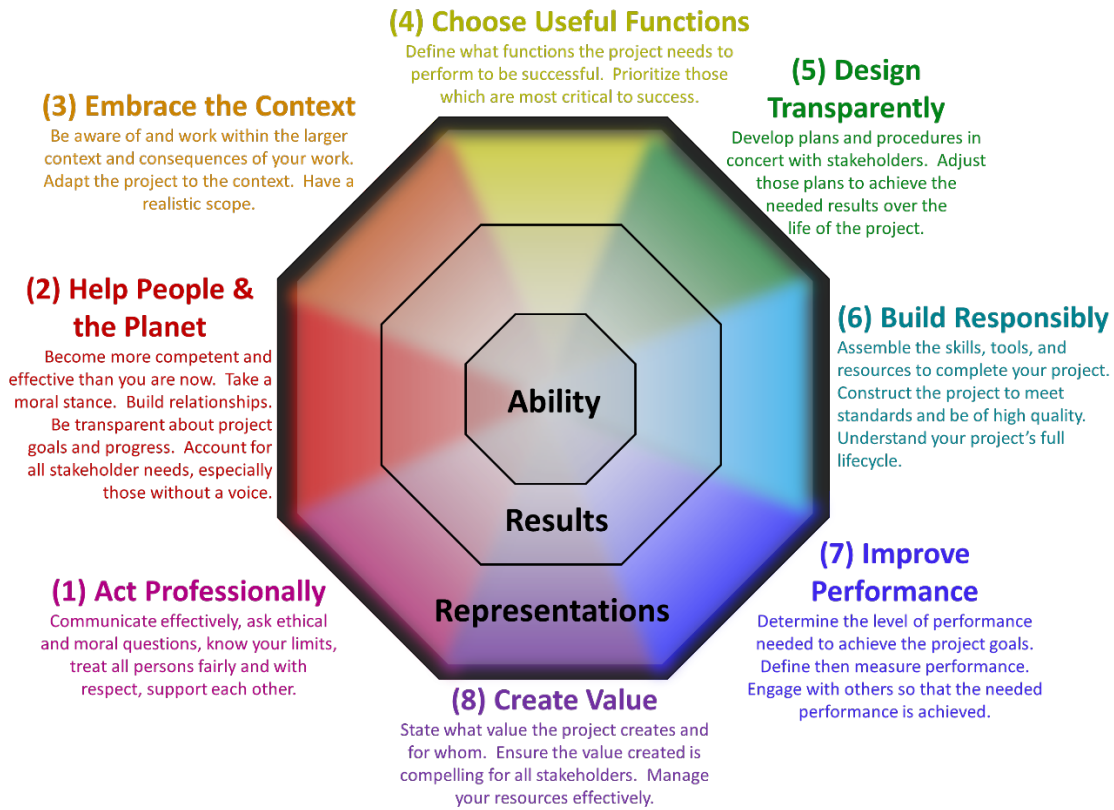 (4) Choose Useful Functions
Define what functions the project needs to
perform to be successful.  Prioritize those
which are most critical to success.
(3) Embrace the Context
Be aware of and work within the larger
context and consequences of your work.
Adapt the project to the context.  Have a
realistic scope.
(5) Design
Transparently
Develop plans and procedures in
concert with stakeholders.  Adjust
those plans to achieve the
needed results over the
life of the project.
(2) Help People &
the Planet
Become more competent and
effective than you are now.  Take a
moral stance.  Build relationships.
Be transparent about project
goals and progress.  Account for
all stakeholder needs, especially
those without a voice.
(6) Build Responsibly
Assemble the skills, tools, and
resources to complete your project.
Construct the project to meet
standards and be of high quality.
Understand your project's full
lifecycle.
Ability
Results
Representations
(1) Act Professionally
Communicate effectively, ask ethical
and moral questions, know your limits,
treat all persons fairly and with
respect, support each other.
(7) Improve
Performance
Determine the level of performance
needed to achieve the project goals.
Define then measure performance.
Engage with others so that the needed
performance is achieved.
(8) Create Value
State what value the project creates and
for whom.  Ensure the value created is
compelling for all stakeholders.  Manage
your resources effectively.